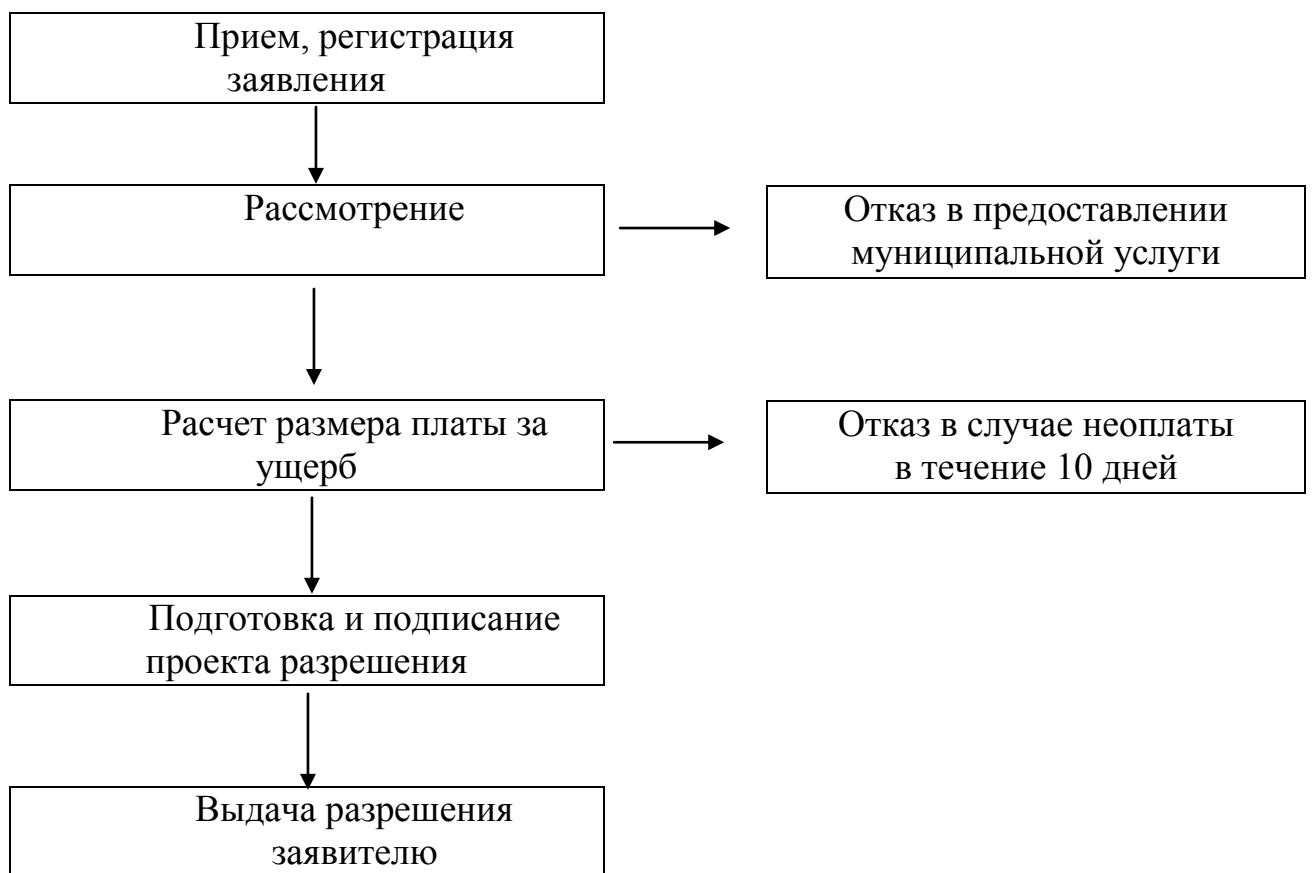 Прием, регистрация
заявления
Рассмотрение
Отказ в предоставлении
муниципальной услуги
Расчет размера платы за
ущерб
Отказ в случае неоплаты
в течение 10 дней
Подготовка и подписание
проекта разрешения
Выдача разрешения
заявителю